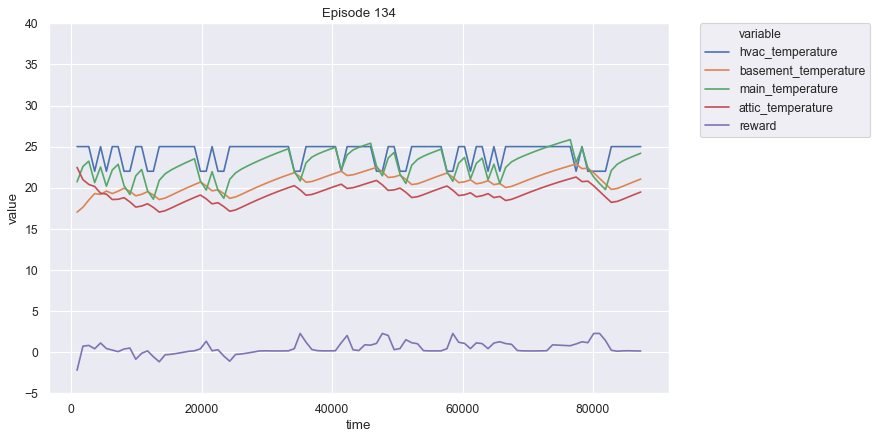 Episode 134
variable
hvac_temperature
basement_temperature
main_temperature
attic_temperature
reward
value
40
35
30
25
20
15
10
5
0
−5
0 20000 40000 60000 80000
time